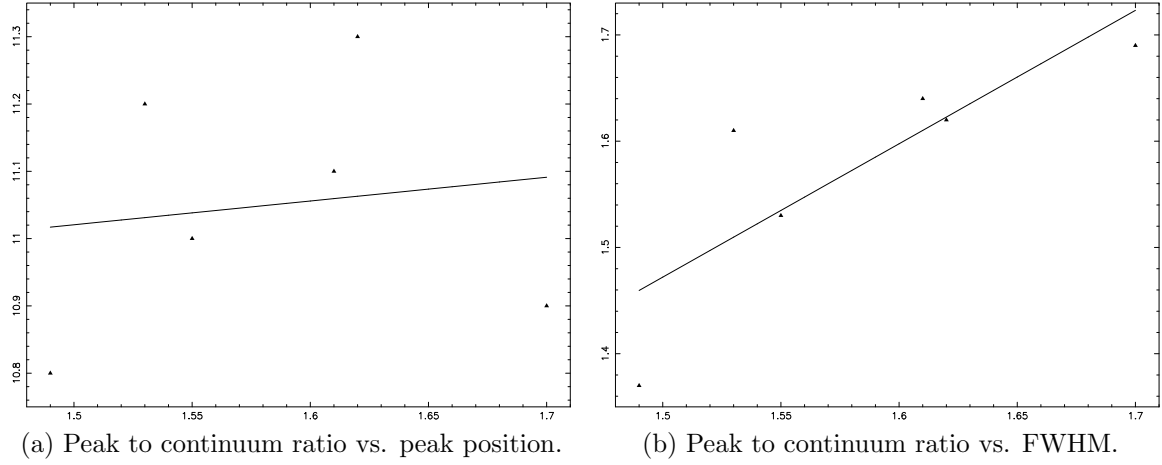 11.3
11.2
11.1
11
10.9
10.8
1.5 1.55 1.6 1.65 1.7
(a) Peak to continuum ratio vs. peak position.
1.7
1.6
1.5
1.4
1.5 1.55 1.6 1.65 1.7
(b) Peak to continuum ratio vs. FWHM.